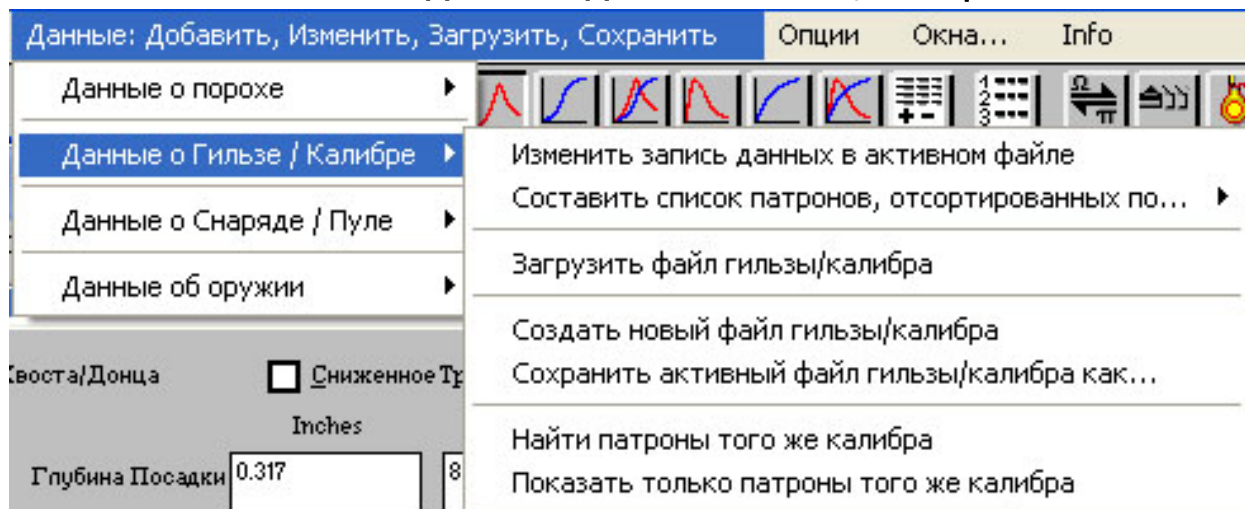 Данные: Добавить, Изменить, Загрузить, Сохранить Опции Окна... Info
Данные о порохе
Данные о Гильзе / Калибре
Данные о Снаряде / Пуле
Данные об оружии
Изменить запись данных в активном файле
Составить список патронов, отсортированных по...
Загрузить файл гильзы/калибра
Создать новый файл гильзы/калибра
Сохранить активный файл гильзы/калибра как...
Найти патроны того же калибра
Показать только патроны того же калибра
хвоста/Донца Сниженное Тр
Inches
Глубина Посадки 0.317 8